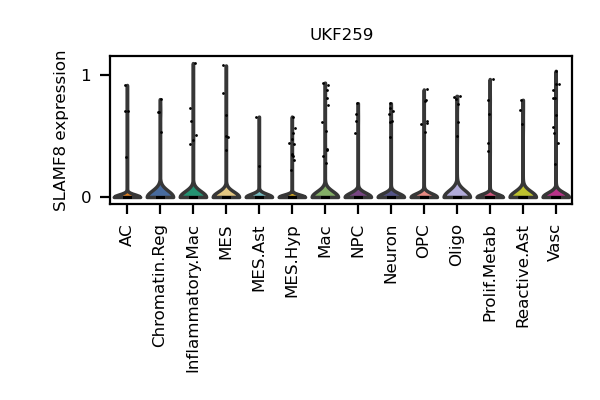 UKF259
SLAMF8 expression
1
0
AC
Chromatin.Reg
Inflammatory.Mac
MES
MES.Ast
MES.Hyp
Mac
NPC
Neuron
OPC
Oligo
Prolif.Metab
Reactive.Ast
Vasc